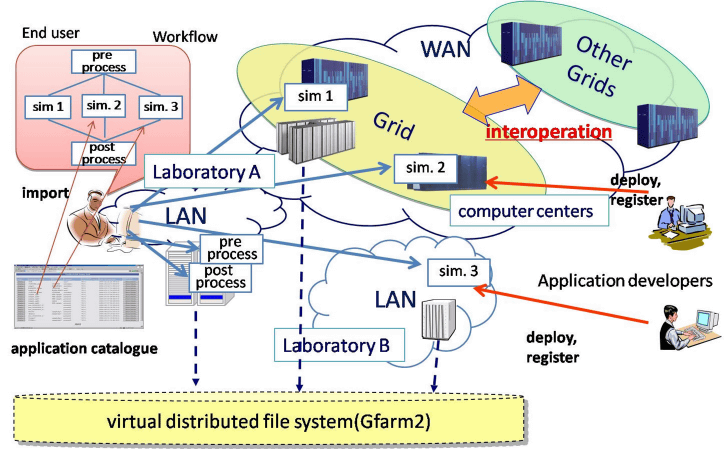 End user
Workflow
pre
process
sim 1
sim. 2
sim. 3
post
process
import
WAN
Other
Grids
sim 1
Grid
interoperation
sim. 2
deploy,
register
computer centers
Laboratory A
LAN
pre
process
post
process
sim. 3
LAN
Application developers
application catalogue
Laboratory B
deploy,
register
virtual distributed file system(Gfarm2)